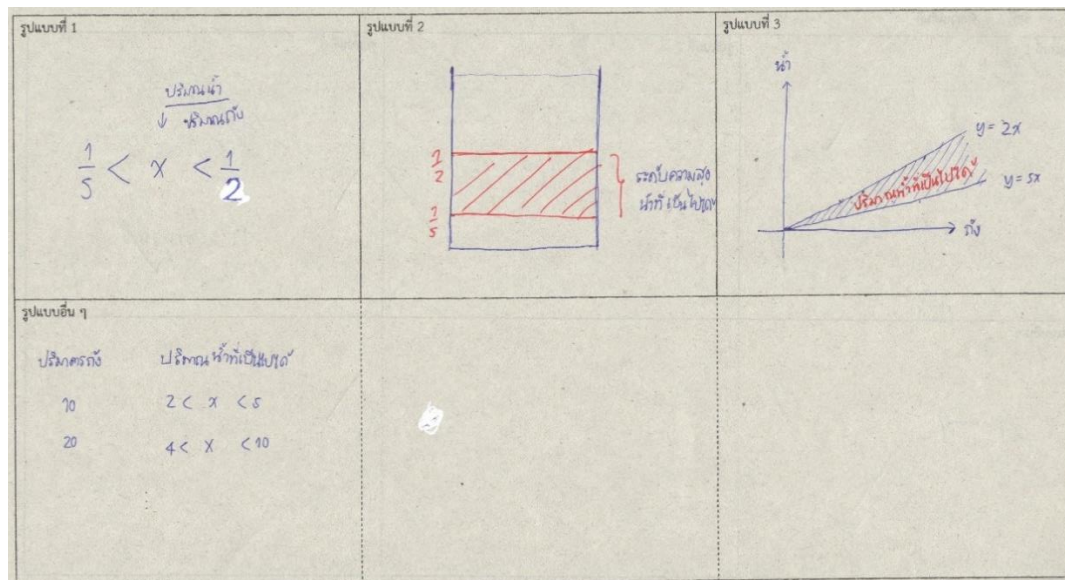 รูปแบบที่ 1
ปริมาณน้ำ
↓ ปริมาณถัง
1/5 < x < 1/2
รูปแบบที่ 2
1/2
1/5
ระดับความสูง
น้ำที่เป็นไปได้
รูปแบบที่ 3
น้ำ
y = 2x
ปริมาณน้ำที่เป็นไปได้
y = 5x
ถัง
รูปแบบอื่น ๆ
ปริมาตรถัง ปริมาณน้ำที่เป็นไปได้
10 2 < x < 5
20 4 < x < 10